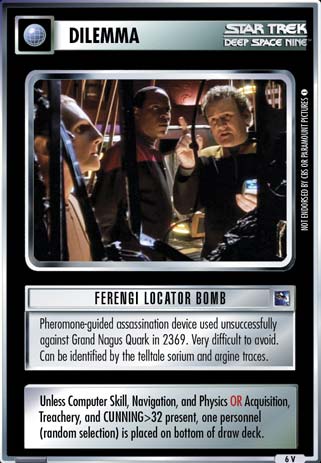 DILEMMA
STAR TREK
DEEP SPACE NINE
NOT ENDORSED BY CBS OR PARAMOUNT PICTURES
FERENGI LOCATOR BOMB
Pheromone-guided assassination device used unsuccessfully
against Grand Nagus Quark in 2369. Very difficult to avoid.
Can be identified by the telltale sorium and argine traces.
Unless Computer Skill, Navigation, and Physics OR Acquisition,
Treachery, and CUNNING>32 present, one personnel
(random selection) is placed on bottom of draw deck.
6 V